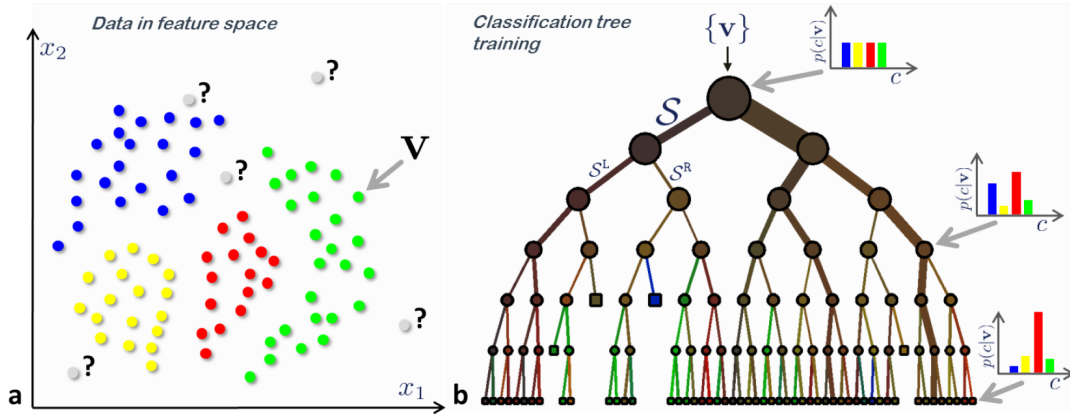 Data in feature space
x₂
?
?
?
V
?
?
a
x₁
Classification tree
training
{v}
S
Sᴸ
Sᴿ
p(c|v)
c
p(c|v)
c
p(c|v)
c
b